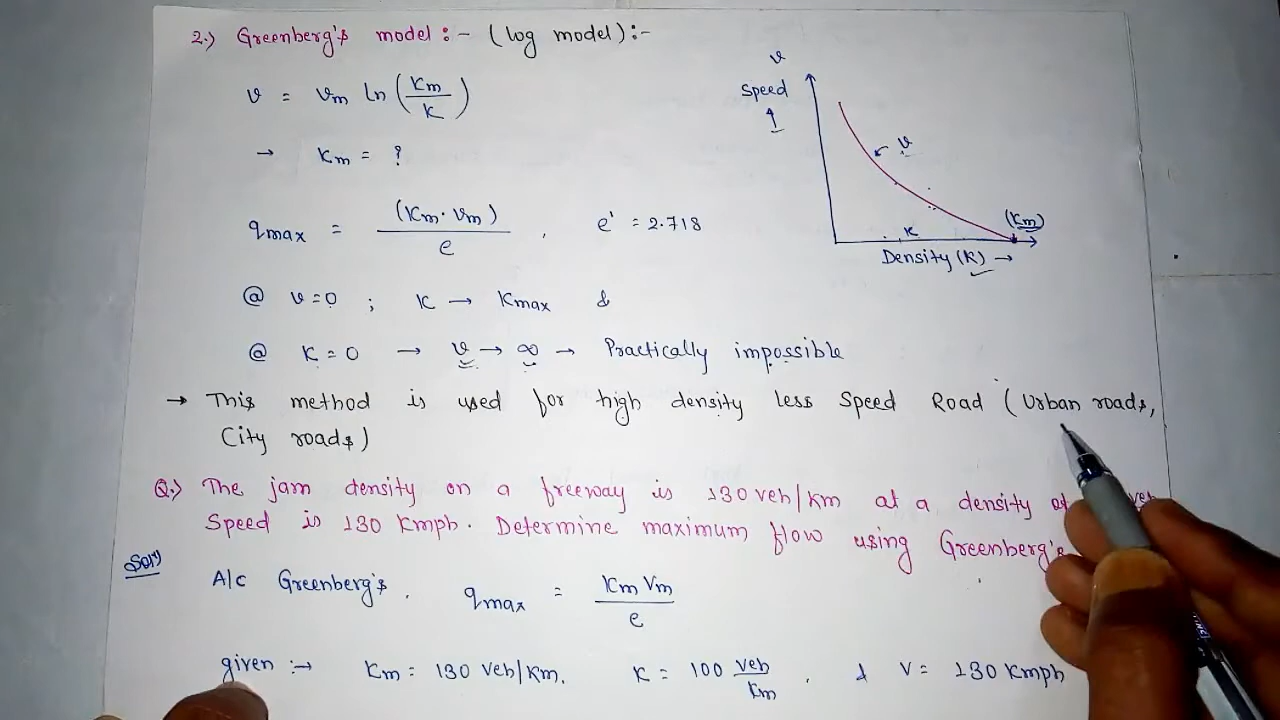 2.) Greenberg's model :- (log model) :-
v = vm ln (Km/K)
→ Km = ?
qmax = (Km·vm)/e , e' = 2.718
@ v=0 ; K → Kmax &
@ K=0 → v → ∞ → Practically impossible
→ This method is used for high density less Speed Road (Urban roads,
City roads)
v
Speed
↑
v
(Km)
K
Density (K) →
Q.) The jam density on a freeway is 130 veh/km at a density of
Speed is 130 Kmph. Determine maximum flow using Greenberg's
Sol^n
A/c Greenberg's, qmax = Km Vm/e
given :→ Km = 130 veh/km. K = 100 veh/km , & V = 130 Kmph